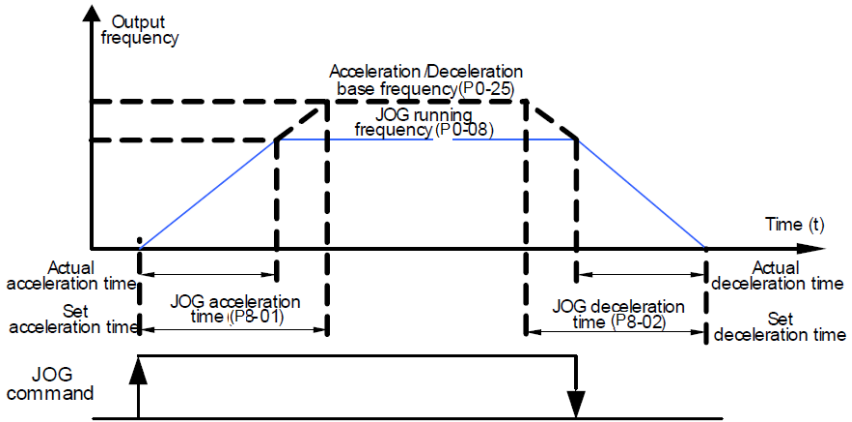 Output
frequency
Acceleration/Deceleration
base frequency(P0-25)
JOG running
frequency(P0-08)
Time (t)
Actual
acceleration time
Actual
deceleration time
JOG acceleration
time (P8-01)
Set
acceleration time
JOG deceleration
time (P8-02)
Set
deceleration time
JOG
command